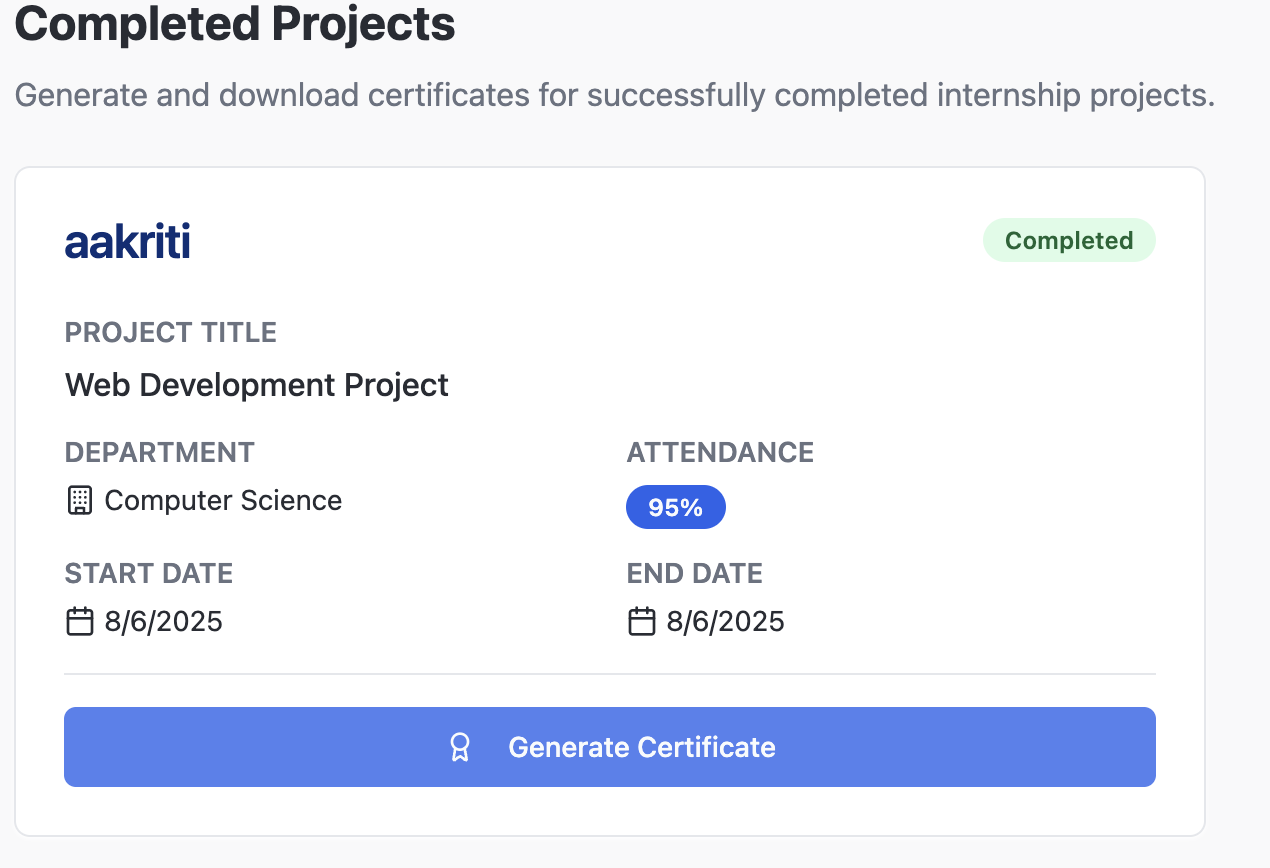 Completed Projects
Generate and download certificates for successfully completed internship projects.
aakriti
Completed
PROJECT TITLE
Web Development Project
DEPARTMENT
ATTENDANCE
Computer Science
95%
START DATE
END DATE
8/6/2025
8/6/2025
Generate Certificate